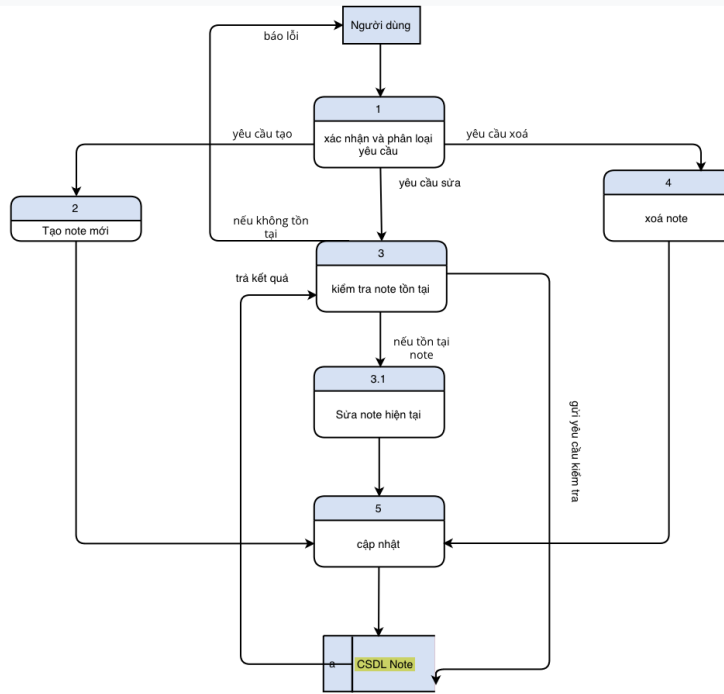 Người dùng
báo lỗi
1
xác nhận và phân loại
yêu cầu
yêu cầu tạo
yêu cầu xoá
yêu cầu sửa
2
Tạo note mới
4
xoá note
nếu không tồn
tại
3
kiểm tra note tồn tại
trả kết quả
nếu tồn tại
note
3.1
Sửa note hiện tại
gửi yêu cầu kiểm tra
5
cập nhật
a
CSDL Note